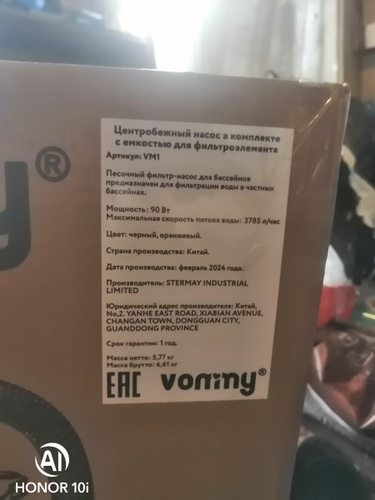 Центробежный насос в комплекте
с емкостью для фильтроэлемента
Артикул: VM1
Песочный фильтр-насос для бассейнов
предназначен для фильтрации воды в частных
бассейнах.
Мощность: 90 Вт
Максимальная скорость потока воды: 3785 л/час
Цвет: черный, оранжевый.
Страна производства: Китай.
Дата производства: февраль 2024 года.
Производитель: STERMAY INDUSTRIAL
LIMITED
Юридический адрес производителя: Китай,
No,2. YANHE EAST ROAD, XIABIAN AVENUE,
CHANGAN TOWN, DONGGUAN CITY,
GUANDDONG PROVINCE
Срок гарантии: 1 год.
Масса нетто: 5,77 кг
Масса брутто: 6,61 кг
EAC vommy®
y®
AI
HONOR 10i